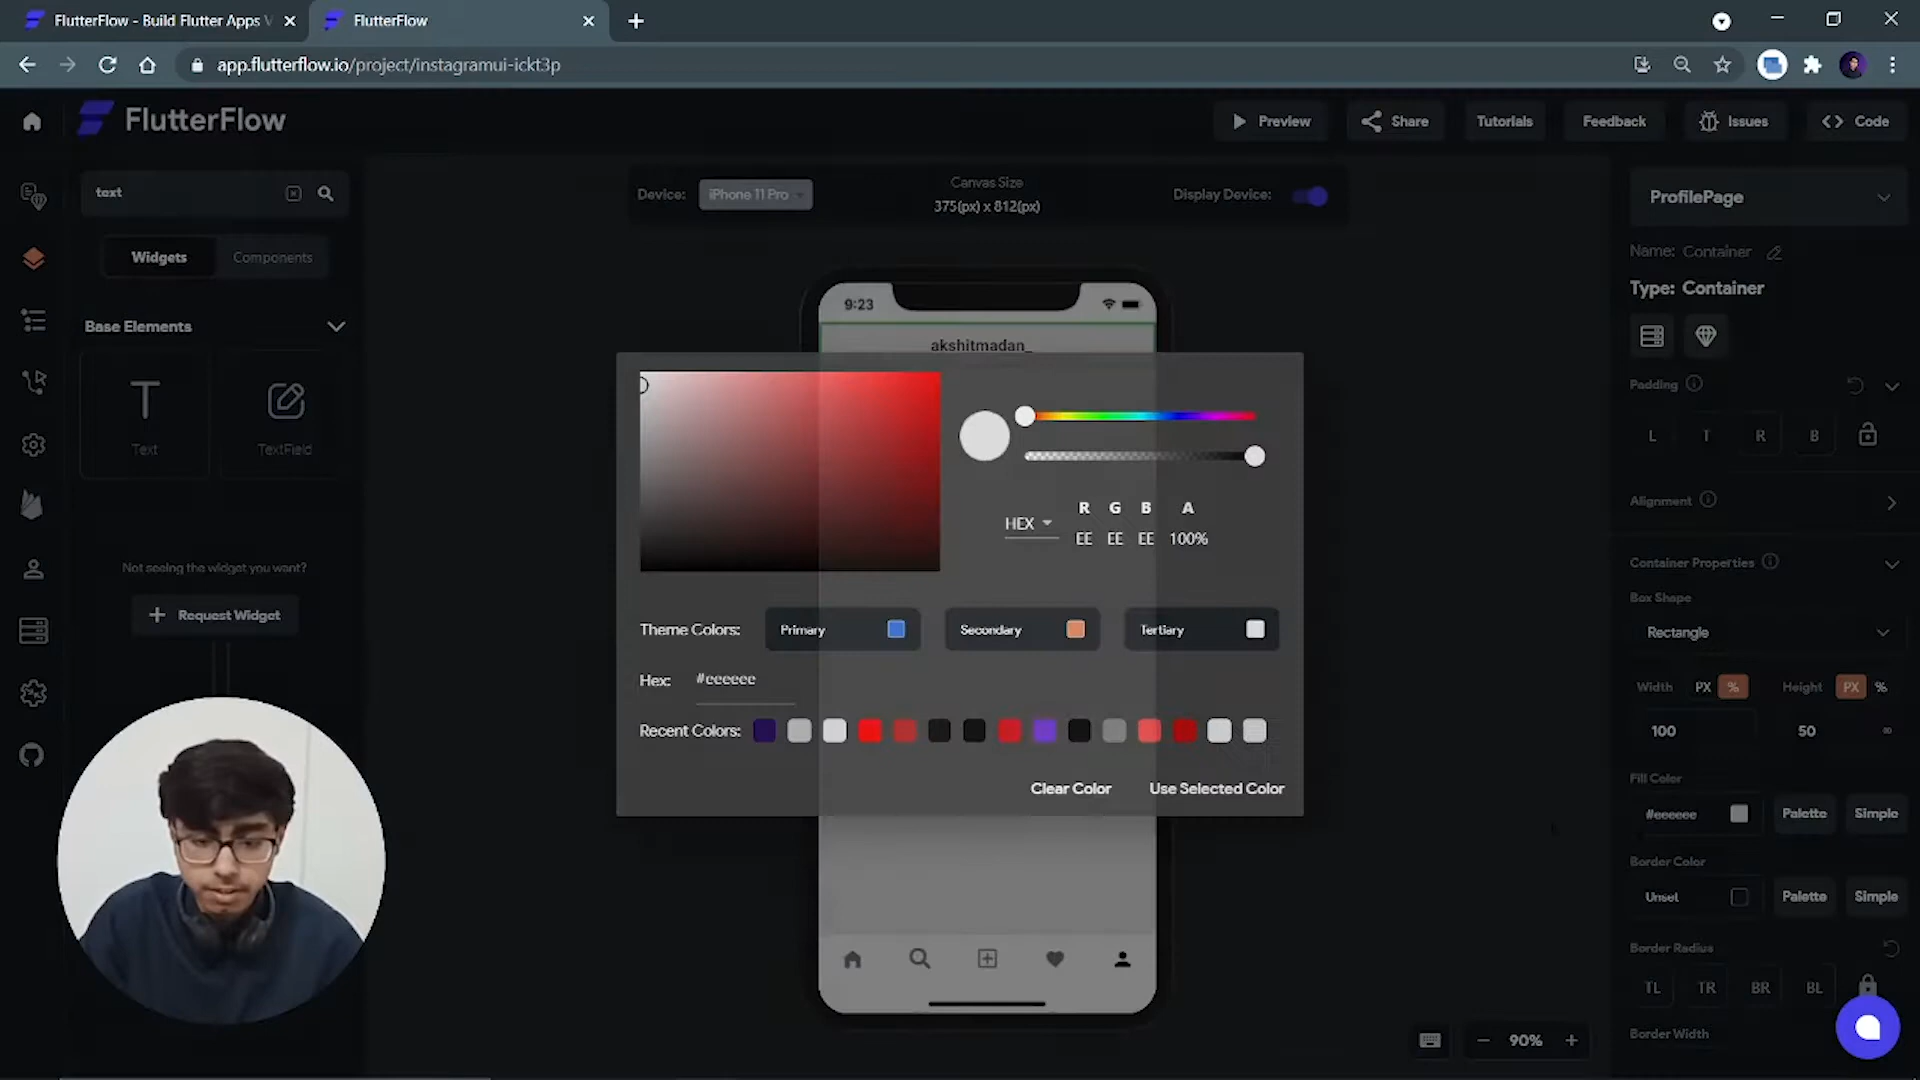 FlutterFlow - Build Flutter Apps V
FlutterFlow
app.flutterflow.io/project/instagramui-ickt3p
FlutterFlow
Preview
Share
Tutorials
Feedback
Issues
Code
text
Widgets
Components
Base Elements
Text
TextField
Not seeing the widget you want?
Request Widget
Device:
iPhone 11 Pro
Canvas Size
375(px) x 812(px)
Display Device:
9:23
akshitmadan_
HEX
R G B A
EE EE EE 100%
Theme Colors:
Primary
Secondary
Tertiary
Hex:
#eeeeee
Recent Colors:
Clear Color
Use Selected Color
ProfilePage
Name: Container
Type: Container
Padding
L T R B
Alignment
Container Properties
Box Shape
Rectangle
Width PX %
Height PX %
100
50
∞
Fill Color
#eeeeee
Palette
Simple
Border Color
Unset
Palette
Simple
Border Radius
TL TR BR BL
Border Width
90%